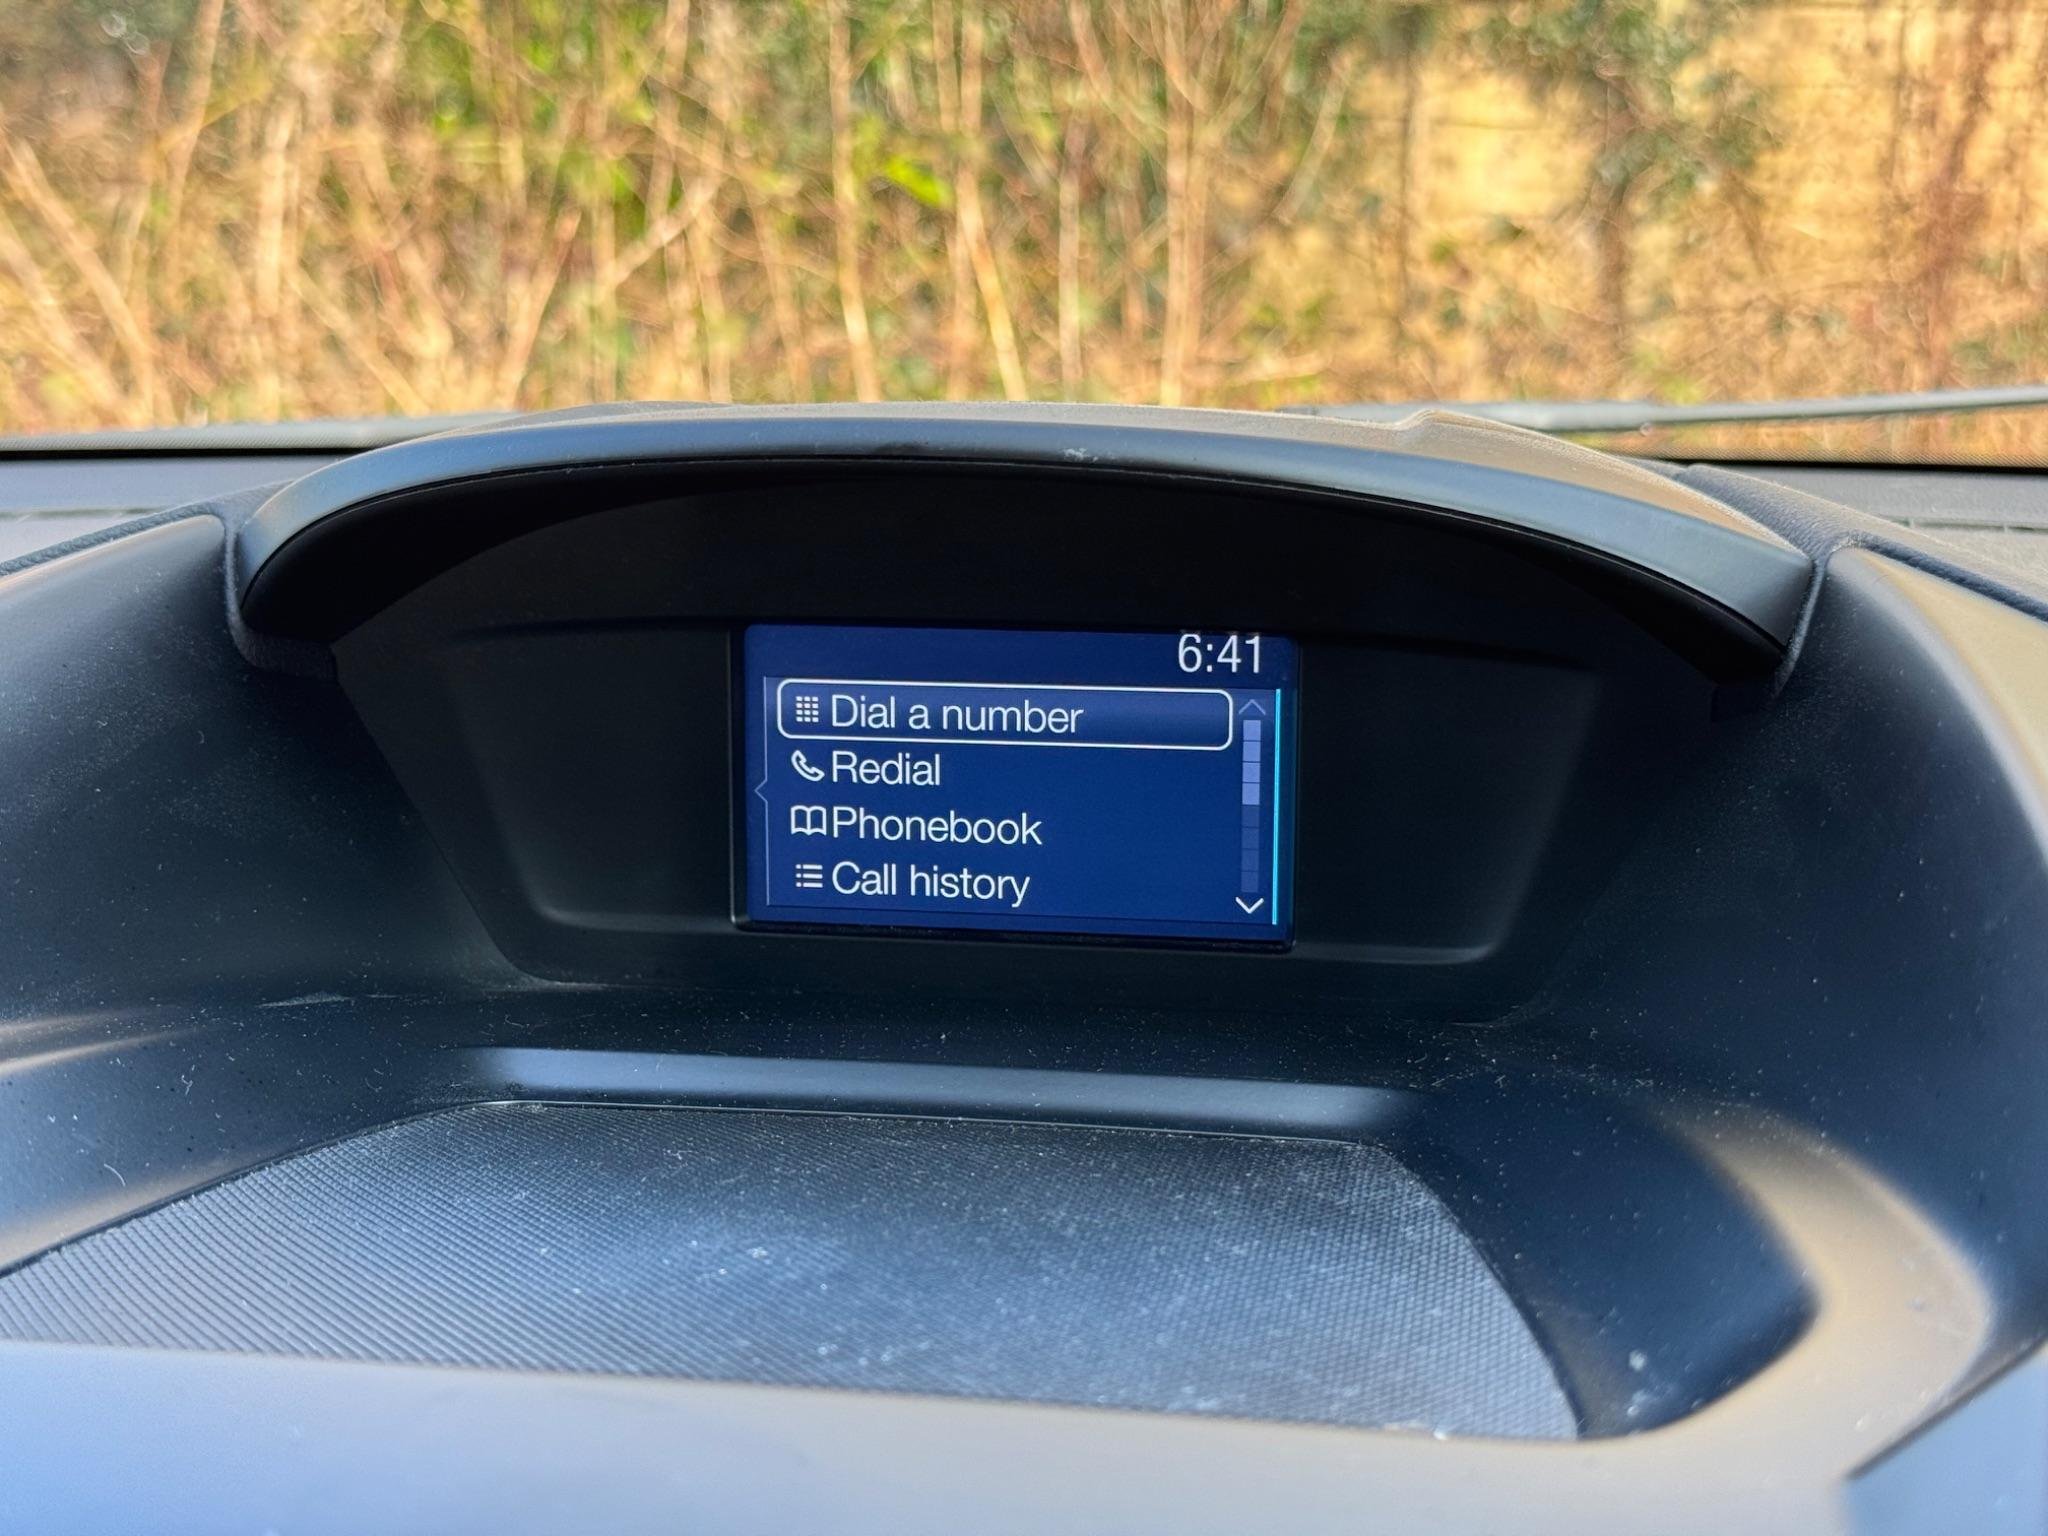 6:41
Dial a number
Redial
Phonebook
Call history